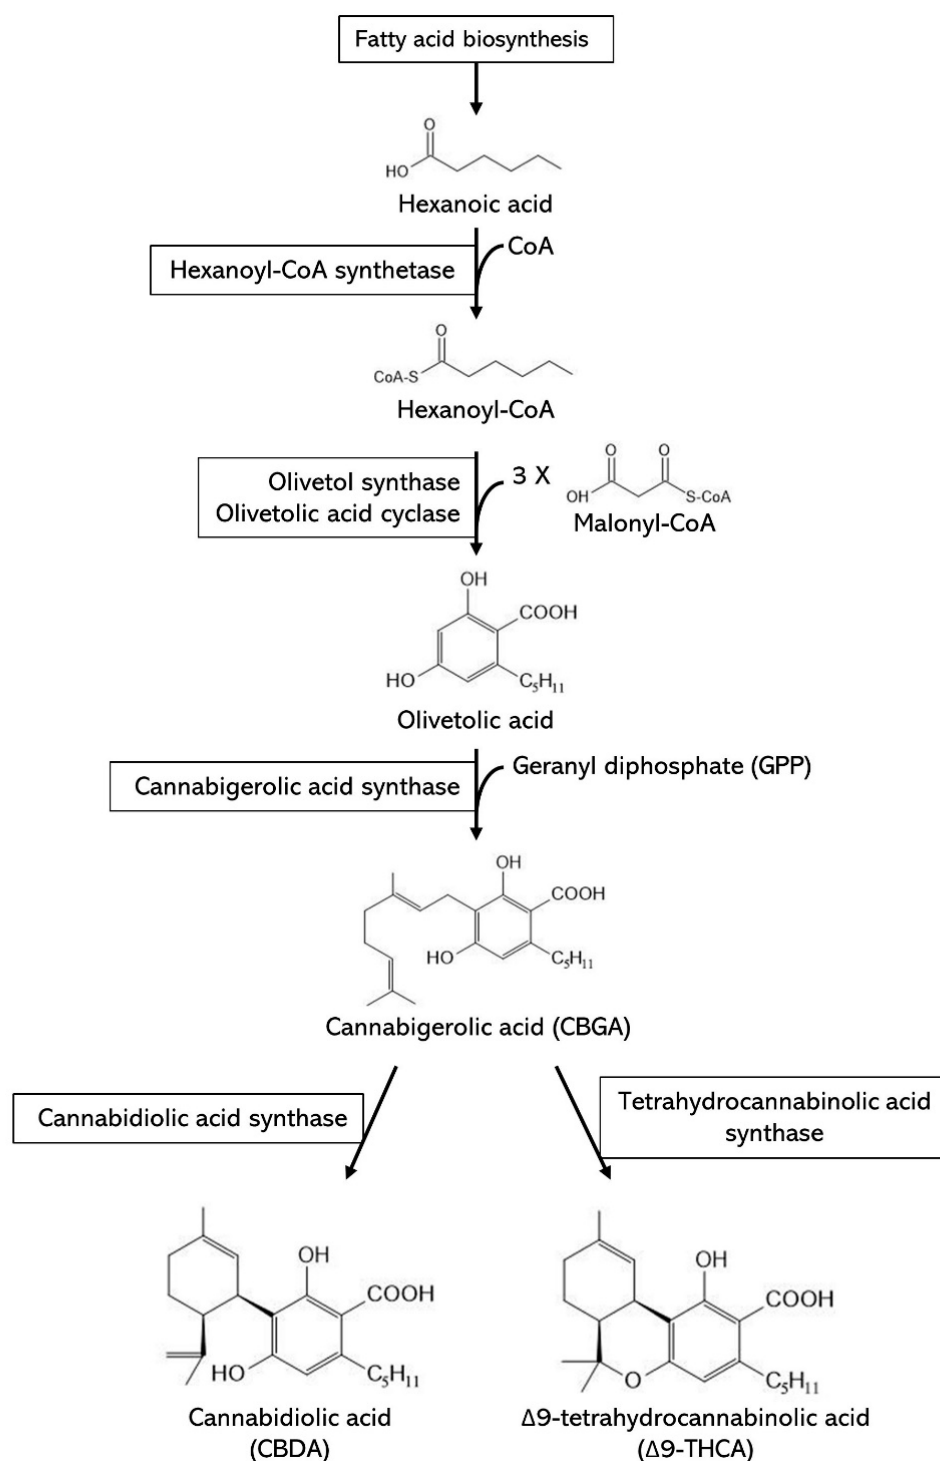 Fatty acid biosynthesis
O
HO
Hexanoic acid
CoA
Hexanoyl-CoA synthetase
O
CoA-S
Hexanoyl-CoA
Olivetol synthase
Olivetolic acid cyclase
3 X
O O
OH
S-CoA
Malonyl-CoA
OH
COOH
HO
C5H11
Olivetolic acid
Geranyl diphosphate (GPP)
Cannabigerolic acid synthase
OH
COOH
HO
C5H11
Cannabigerolic acid (CBGA)
Cannabidiolic acid synthase
Tetrahydrocannabinolic acid
synthase
OH
COOH
HO
C5H11
Cannabidiolic acid
(CBDA)
OH
COOH
O
C5H11
Δ9-tetrahydrocannabinolic acid
(Δ9-THCA)